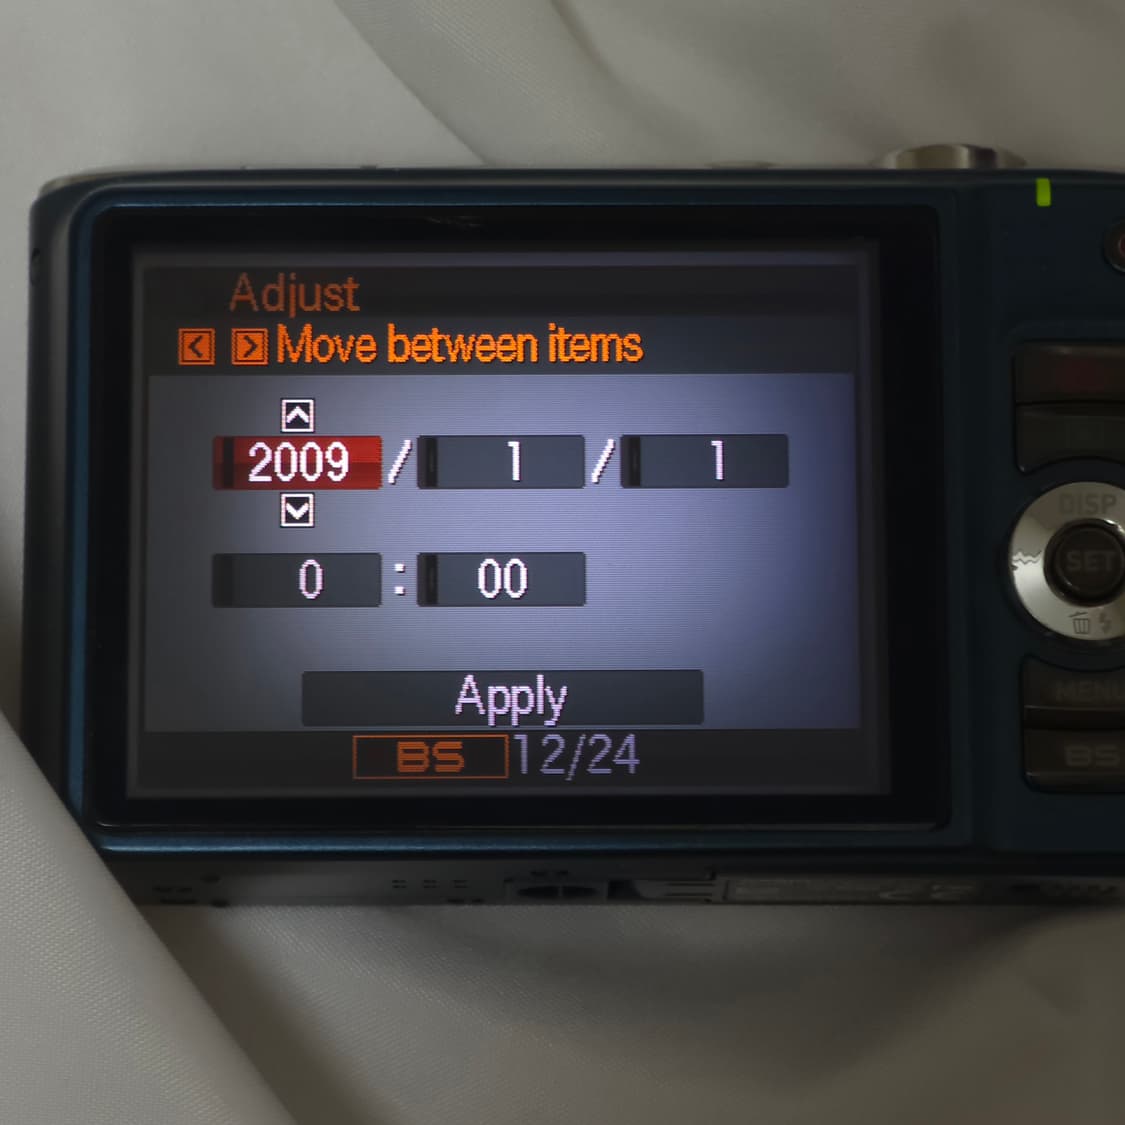 Adjust
Move between items
2009 / 1 / 1
0 : 00
Apply
BS 12/24
DISP
SET
MENU
BS